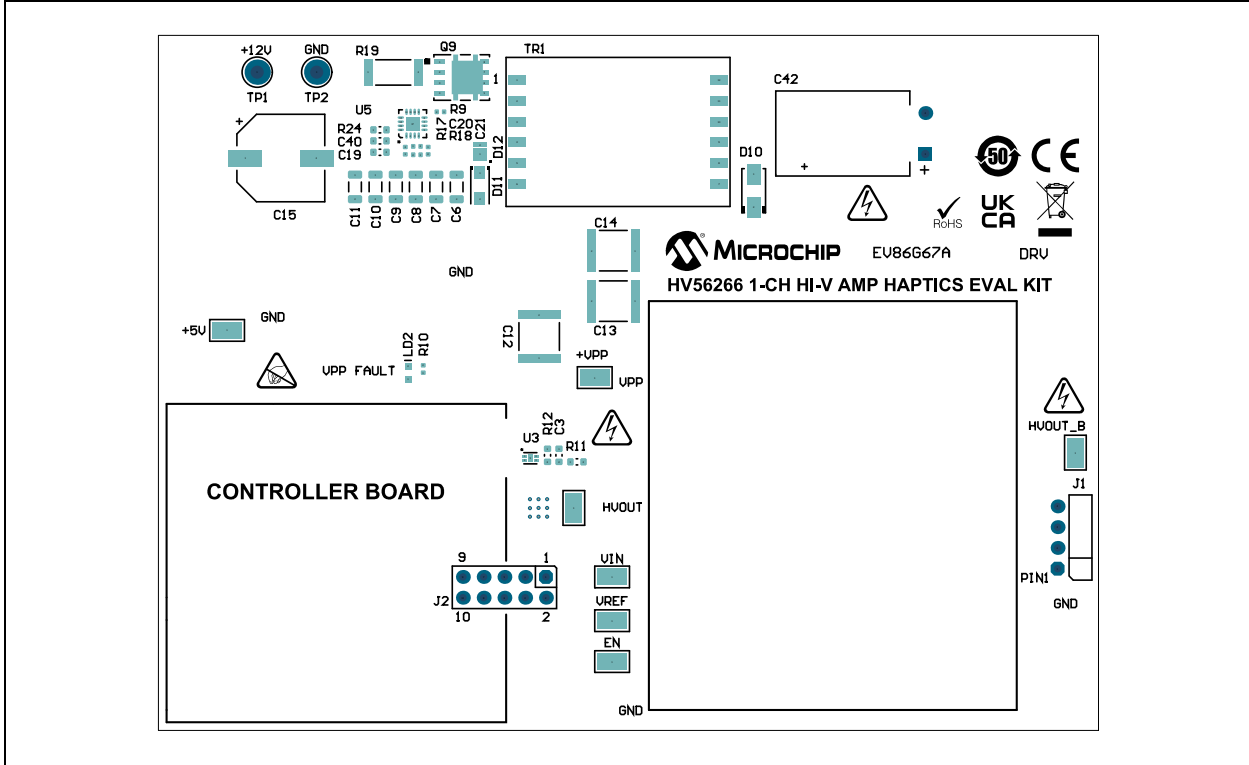 +12V GND R19 Q9 TR1
TP1 TP2
1
C42
+
U5
R9
C20
R17
R18
C21
R24
C40
C19
D12
D11
D10
+
+
C15
C11 C10 C9 C8 C7 C6
50
CE
RoHS
UK
CA
C14
MICROCHIP EV86G67A DRV
HV56266 1-CH HI-V AMP HAPTICS EVAL KIT
GND
C13
C12
+5V
GND
VPP FAULT
LD2
R10
+VPP
VPP
U3
R12
C3
R11
HVOUT_B
CONTROLLER BOARD
HVOUT
J1
PIN1
GND
9 1
J2
10 2
VIN
VREF
EN
GND